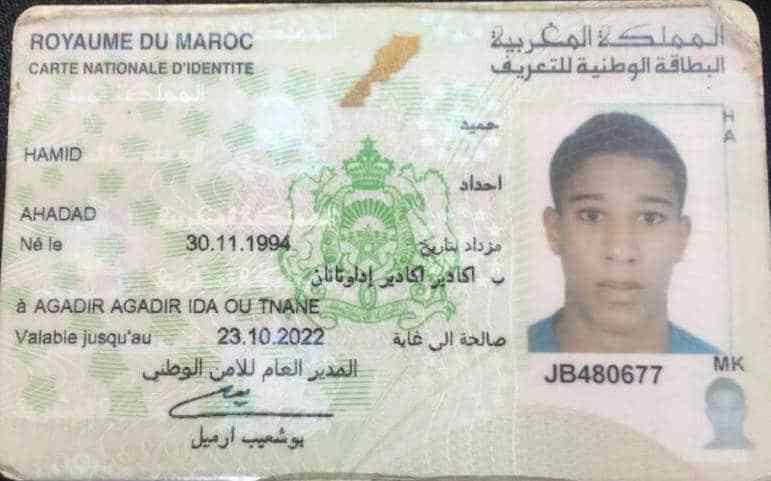 ROYAUME DU MAROC
المملكة المغربية
CARTE NATIONALE D'IDENTITE
البطاقة الوطنية للتعريف
حميد
HAMID
احداد
AHADAD
Né le 30.11.1994 مزداد بتاريخ
ب اكادير اكادير إداوتانان
à AGADIR AGADIR IDA OU TNANE
Valable jusqu'au 23.10.2022 صالحة الى غاية
المدير العام للامن الوطني
بوشعيب ارميل
HA
JB480677
MK